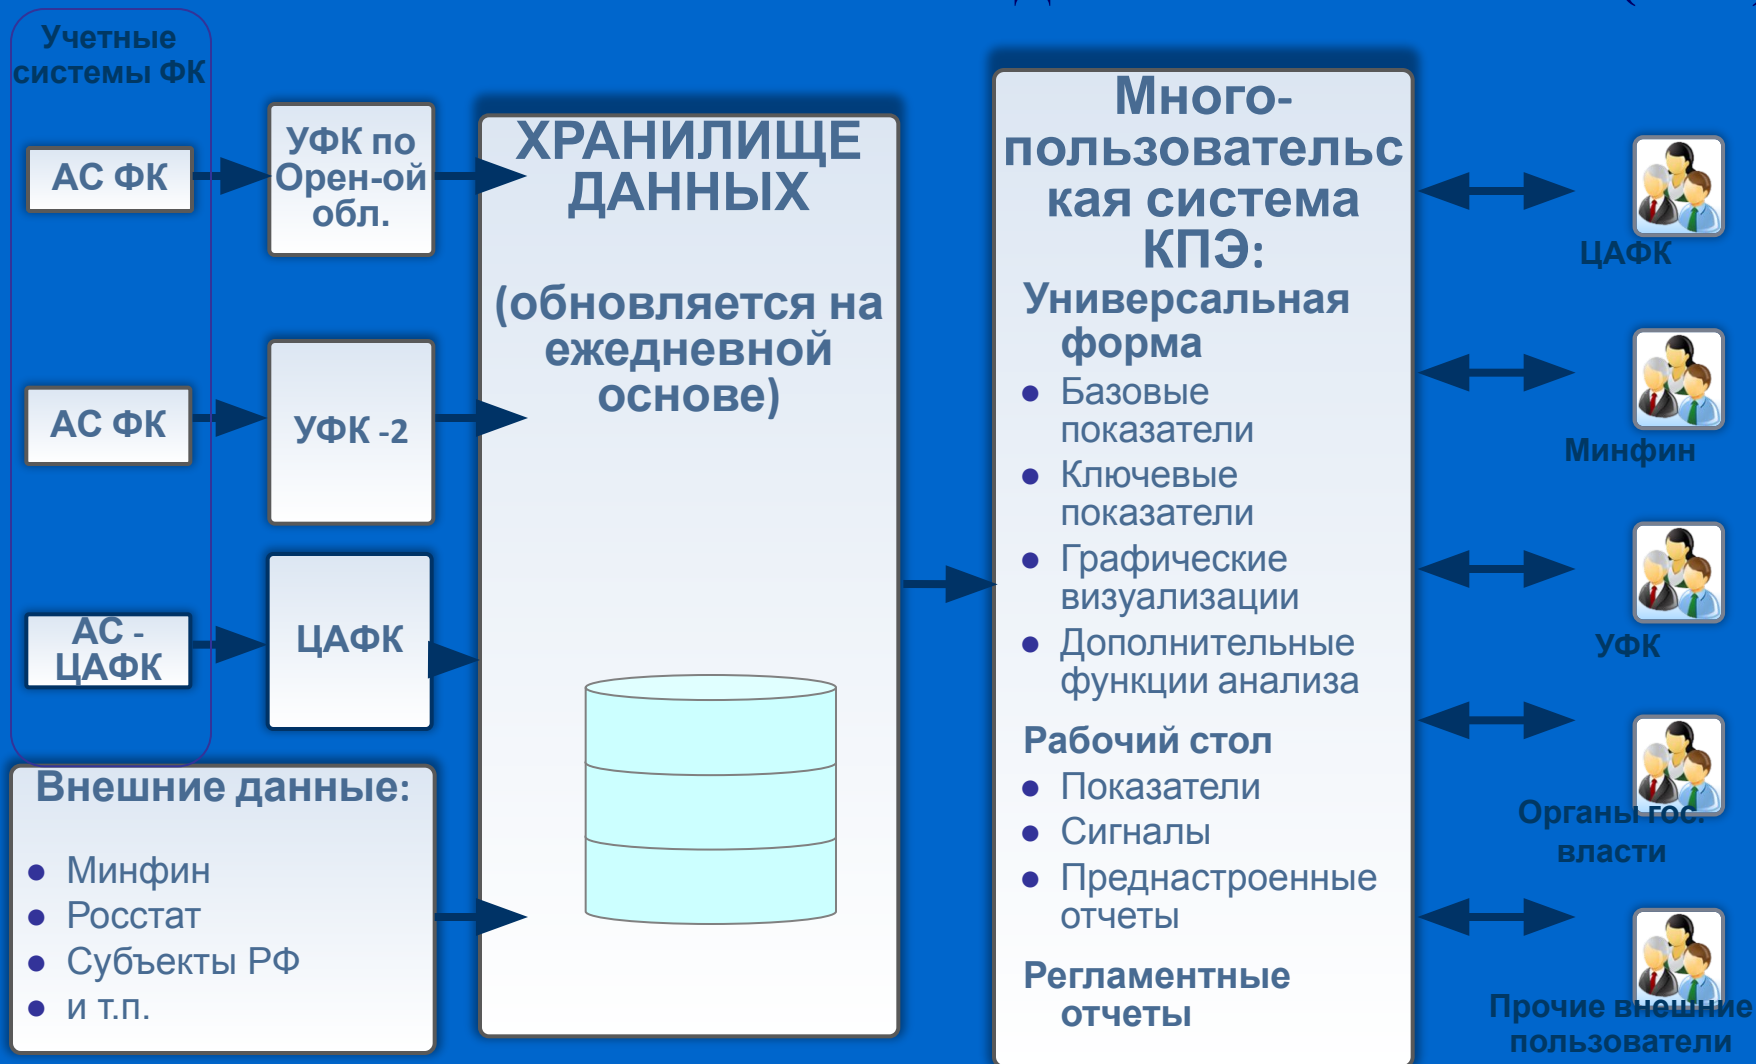 Учетные
системы ФК
АС ФК
УФК по
Орен-ой
обл.
АС ФК
УФК -2
АС -
ЦАФК
ЦАФК
Внешние данные:
● Минфин
● Росстат
● Субъекты РФ
● и т.п.
ХРАНИЛИЩЕ
ДАННЫХ
(обновляется на
ежедневной
основе)
Много-
пользовательс
кая система
КПЭ:
Универсальная
форма
● Базовые
показатели
● Ключевые
показатели
● Графические
визуализации
● Дополнительные
функции анализа
Рабочий стол
● Показатели
● Сигналы
● Преднастроенные
отчеты
Регламентные
отчеты
ЦАФК
Минфин
УФК
Органы гос.
власти
Прочие внешние
пользователи